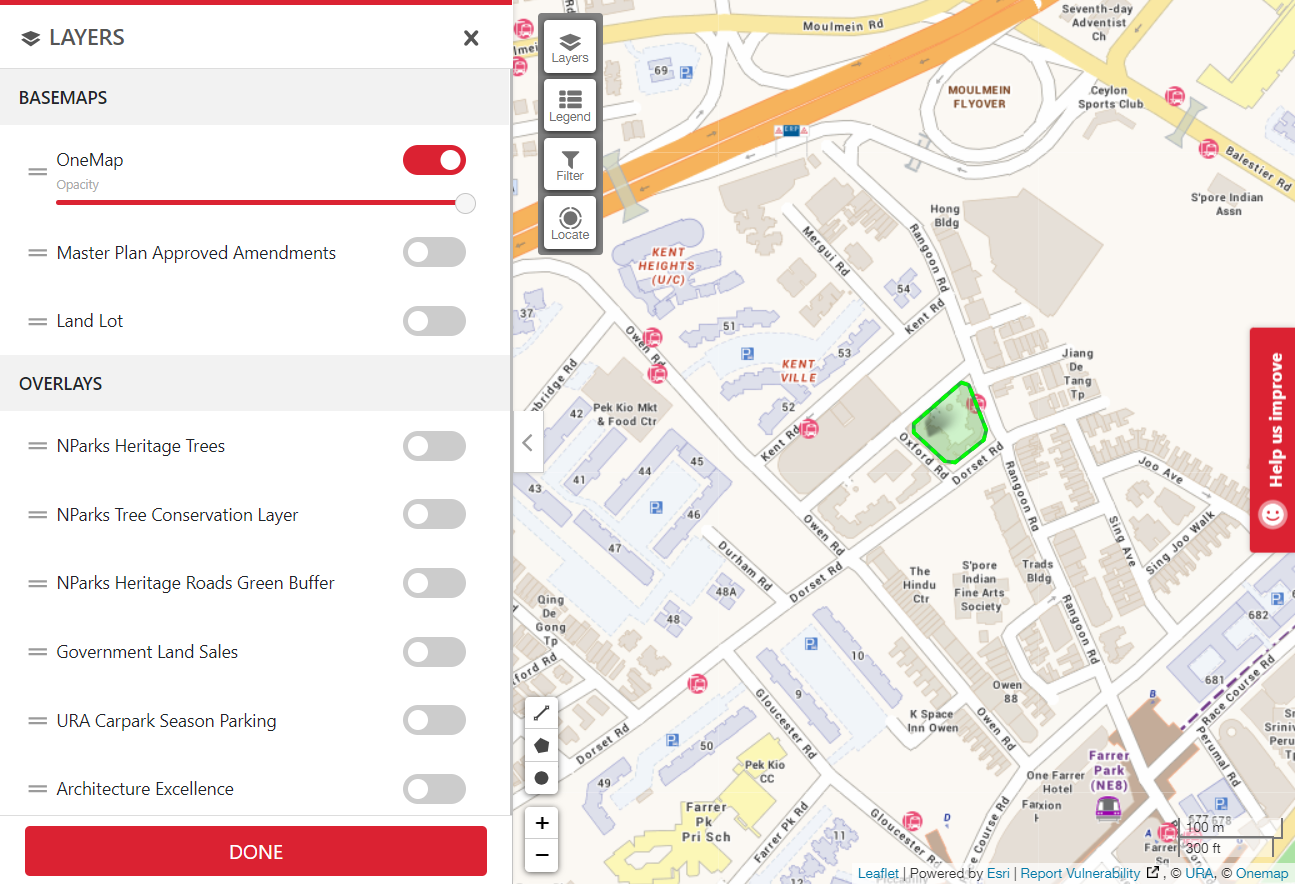 LAYERS
BASEMAPS
OneMap
Opacity
Master Plan Approved Amendments
Land Lot
OVERLAYS
NParks Heritage Trees
NParks Tree Conservation Layer
NParks Heritage Roads Green Buffer
Government Land Sales
URA Carpark Season Parking
Architecture Excellence
DONE
Layers
Legend
Filter
Locate
Moulmein Rd
Seventh-day
Adventist
Ch
69
P
MOULMEIN
FLYOVER
Ceylon
Sports Club
ERP
Balestier Rd
S'pore Indian
Assn
Hong
Bldg
Rangoon Rd
Mergui Rd
KENT
HEIGHTS
(U/C)
54
Kent Rd
37
51
Owen Rd
P
53
KENT
VILLE
Jiang
De
Tang
Tp
52
42
Pek Kio Mkt
& Food Ctr
Kent Rd
Oxford Rd
Dorset Rd
Help us improve
45
44
41
43
P
46
47
Joo Ave
Rangoon Rd
Owen Rd
Sing Ave
Sing Joo Walk
Durham Rd
Dorset Rd
The
Hindu
Ctr
S'pore
Indian
Fine Arts
Society
Trads
Bldg
48A
Qing
De
Gong
Tp
48
P
682
Rangoon Rd
P
10
9
681
Owen
88
B
Race Course Rd
Gloucester Rd
K Space
Inn Owen
Owen Rd
Dorset Rd
P
50
49
Pek Kio
CC
Farrer
Park
(NE8)
Perumal Rd
One Farrer
Hotel
Farrer
Pk
Pri Sch
Farrer Pk Rd
11
Gloucester Rd
D
P
A
678
100 m
300 ft
+
−
Leaflet | Powered by Esri | Report Vulnerability , © URA, © Onemap